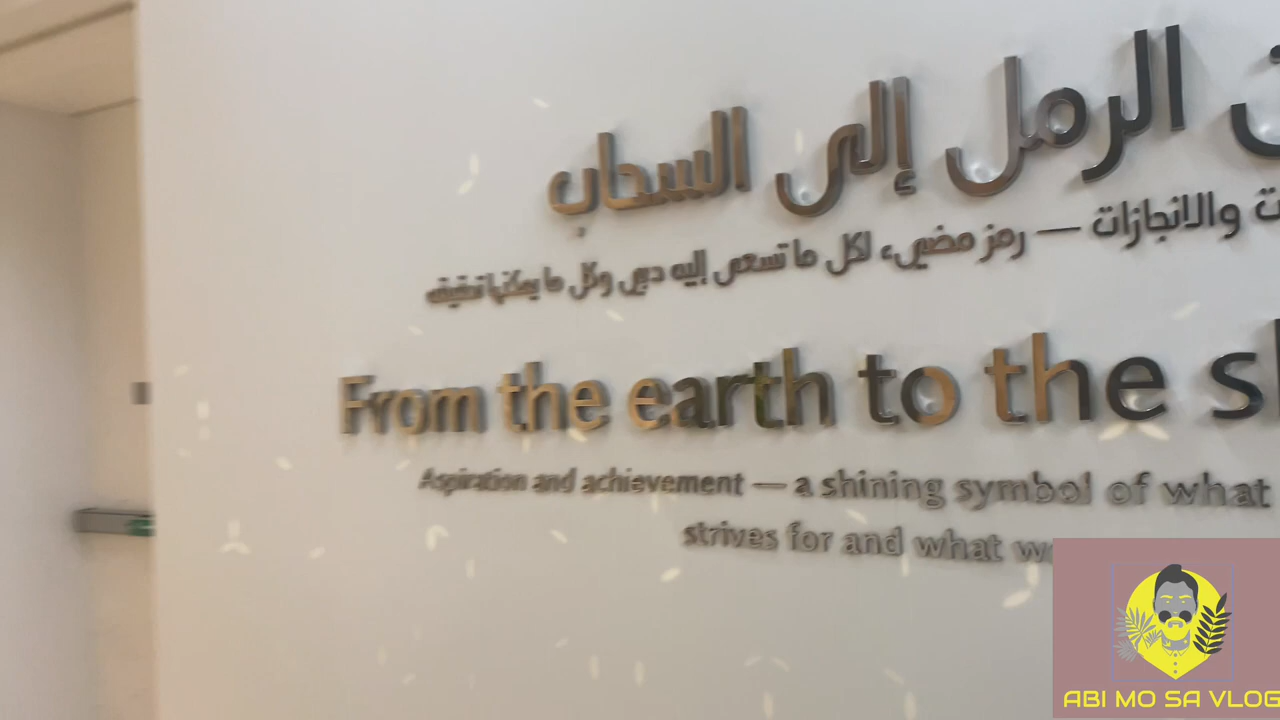 الرمل إلى السحاب
والانجازات — رمز مضيء لكل ما تسعى إليه دبي وكل ما يمكنها تحقيقه
From the earth to the
Aspiration and achievement — a shining symbol of what
strives for and what
ABI MO SA VLOG